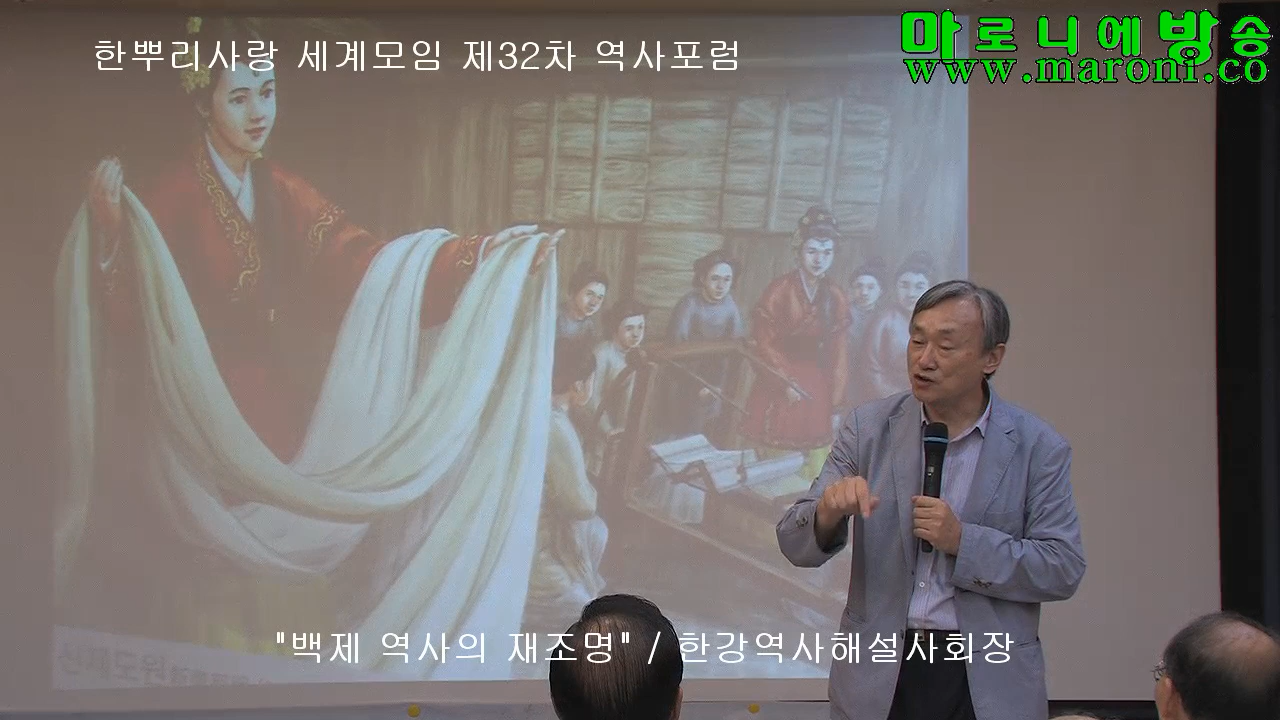 한뿌리사랑 세계모임 제32차 역사포럼
마로니에방송
www.maroni.co
"백제 역사의 재조명" / 한강역사해설사회장